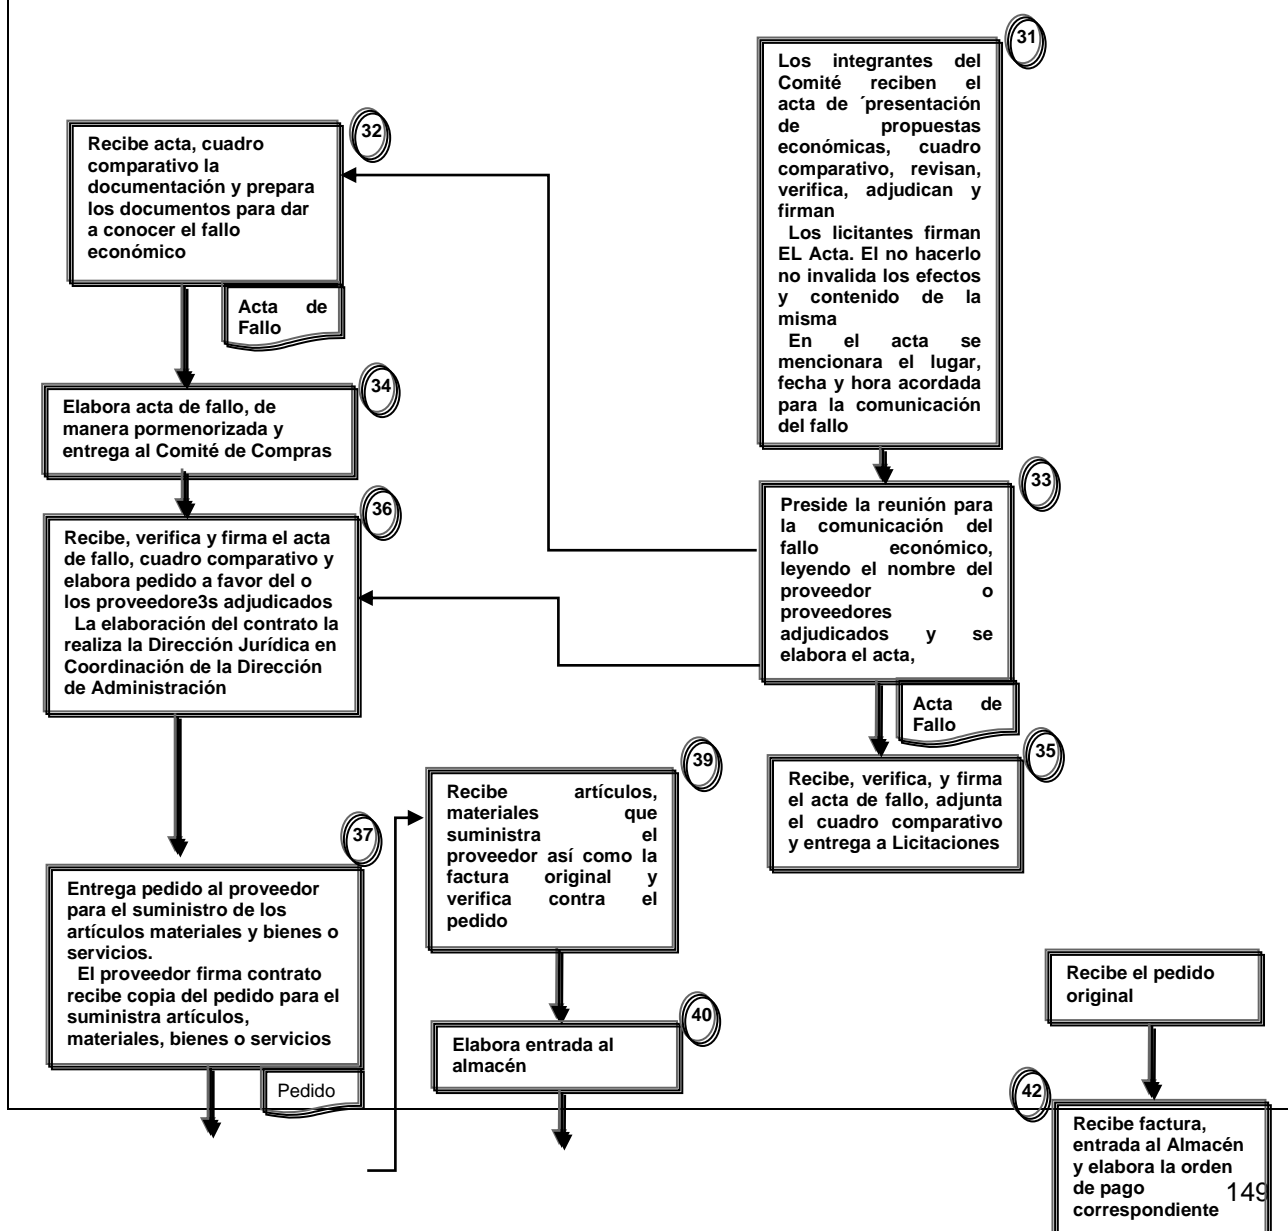 31
Los integrantes del
Comité reciben el
acta de ´presentación
de propuestas
económicas, cuadro
comparativo, revisan,
verifica, adjudican y
firman
Los licitantes firman
EL Acta. El no hacerlo
no invalida los efectos
y contenido de la
misma
En el acta se
mencionara el lugar,
fecha y hora acordada
para la comunicación
del fallo
32
Recibe acta, cuadro
comparativo la
documentación y prepara
los documentos para dar
a conocer el fallo
económico
Acta de
Fallo
33
Preside la reunión para
la comunicación del
fallo económico,
leyendo el nombre del
proveedor o
proveedores
adjudicados y se
elabora el acta,
Acta de
Fallo
34
Elabora acta de fallo, de
manera pormenorizada y
entrega al Comité de Compras
35
Recibe, verifica, y firma
el acta de fallo, adjunta
el cuadro comparativo
y entrega a Licitaciones
36
Recibe, verifica y firma el acta
de fallo, cuadro comparativo y
elabora pedido a favor del o
los proveedore3s adjudicados
La elaboración del contrato la
realiza la Dirección Jurídica en
Coordinación de la Dirección
de Administración
37
Entrega pedido al proveedor
para el suministro de los
artículos materiales y bienes o
servicios.
El proveedor firma contrato
recibe copia del pedido para el
suministra artículos,
materiales, bienes o servicios
Pedido
39
Recibe artículos,
materiales que
suministra el
proveedor así como la
factura original y
verifica contra el
pedido
40
Elabora entrada al
almacén
Recibe el pedido
original
42
Recibe factura,
entrada al Almacén
y elabora la orden
de pago
correspondiente
149